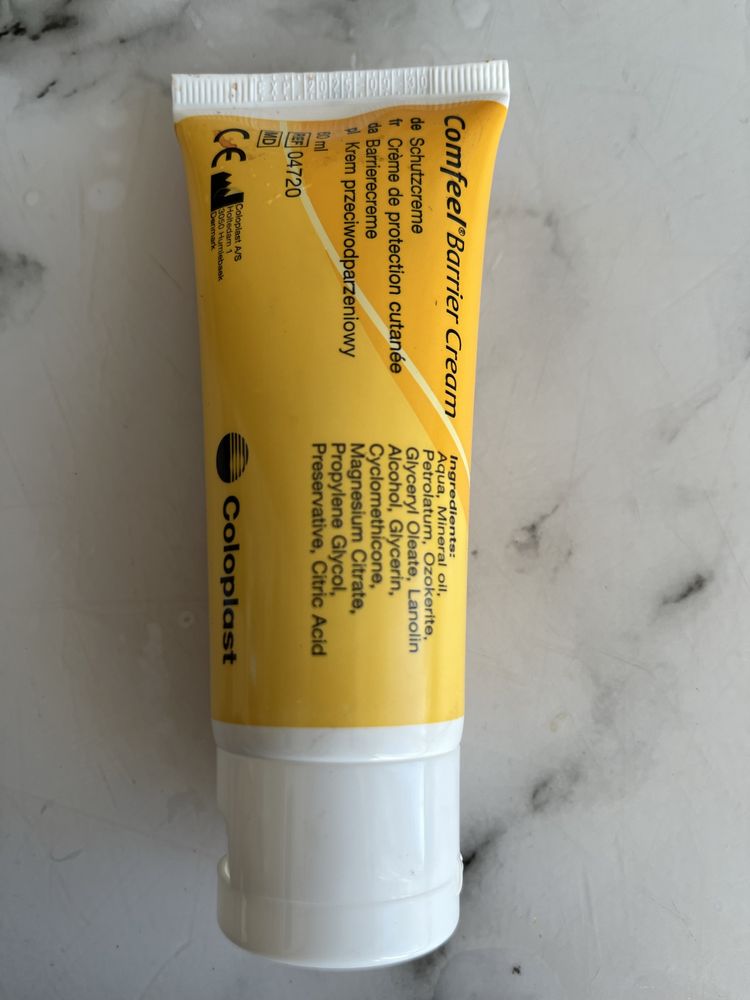 Comfeel® Barrier Cream
de Schutzcreme
fr Crème de protection cutanée
da Barrierecreme
pl Krem przeciwodparzeniowy
60 ml
REF 04720
MD
CE
Coloplast A/S
Holtedam 1
3050 Humlebaek
Denmark
Ingredients:
Aqua, Mineral oil,
Petrolatum, Ozokerite,
Glyceryl Oleate, Lanolin
Alcohol, Glycerin,
Cyclomethicone,
Magnesium Citrate,
Propylene Glycol,
Preservative, Citric Acid
Coloplast